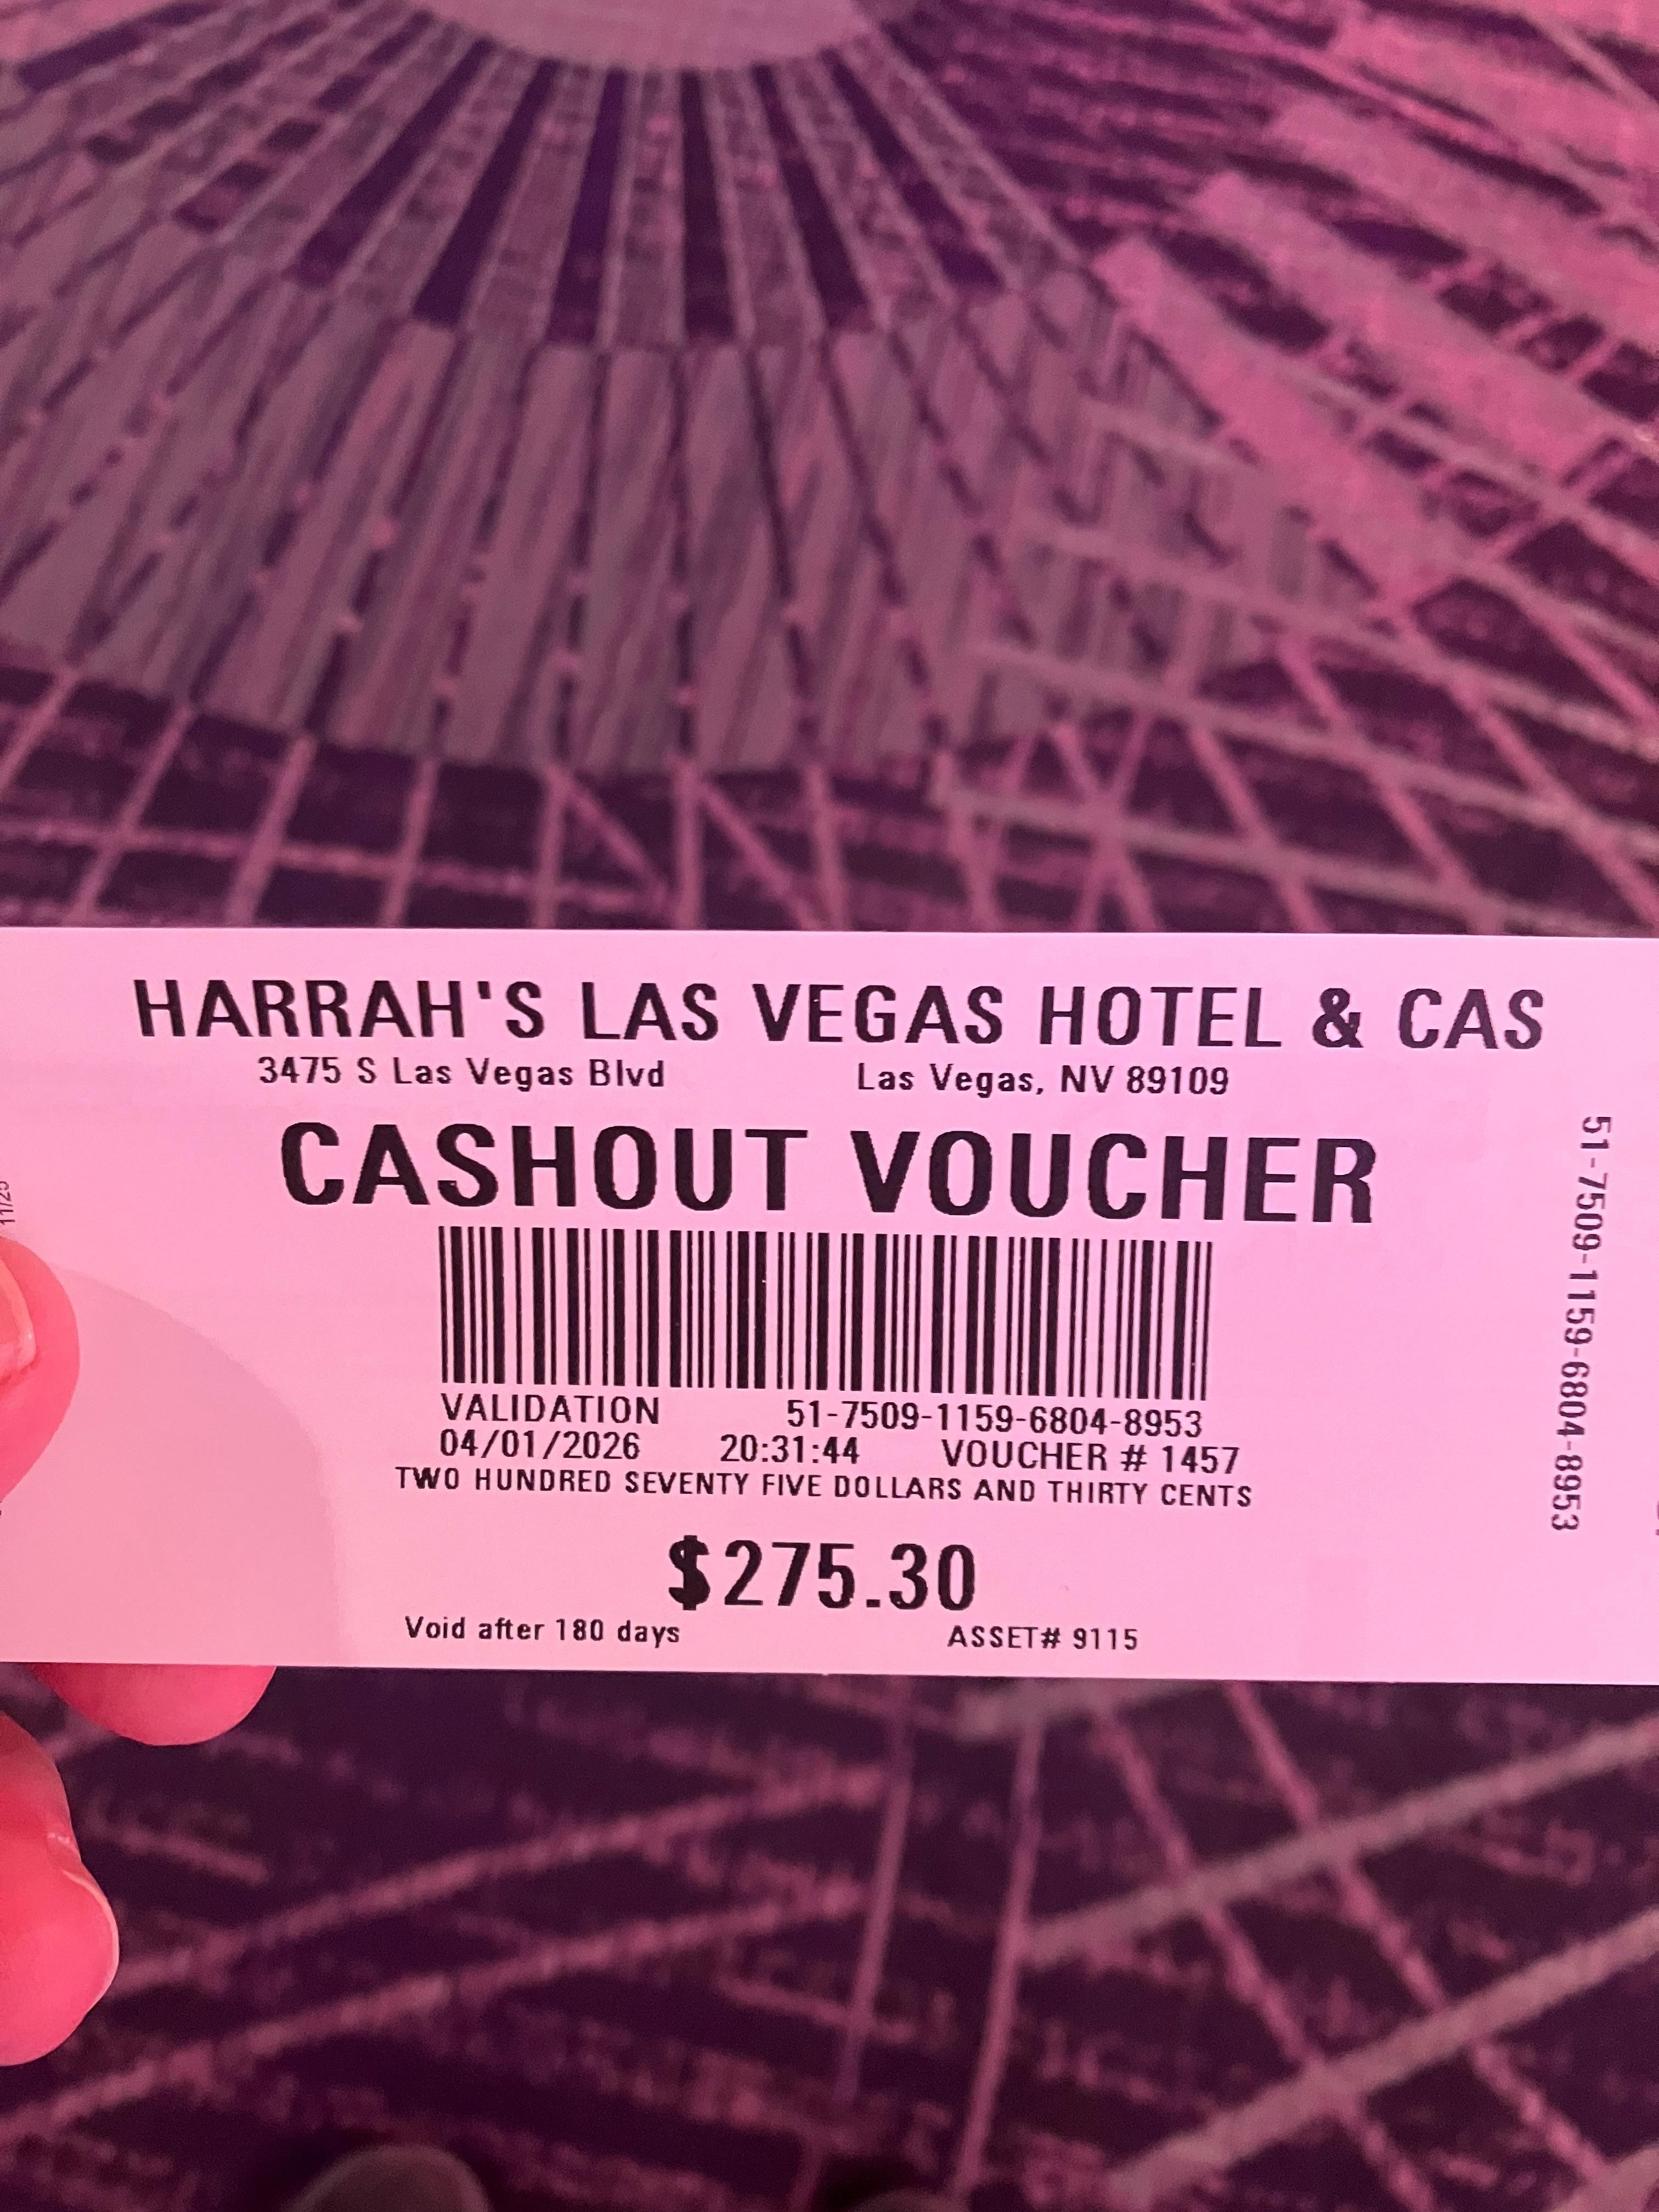 HARRAH'S LAS VEGAS HOTEL & CAS
3475 S Las Vegas Blvd Las Vegas, NV 89109
CASHOUT VOUCHER
VALIDATION 51-7509-1159-6804-8953
04/01/2026 20:31:44 VOUCHER # 1457
TWO HUNDRED SEVENTY FIVE DOLLARS AND THIRTY CENTS
$275.30
Void after 180 days ASSET# 9115
51-7509-1159-6804-8953
11/25